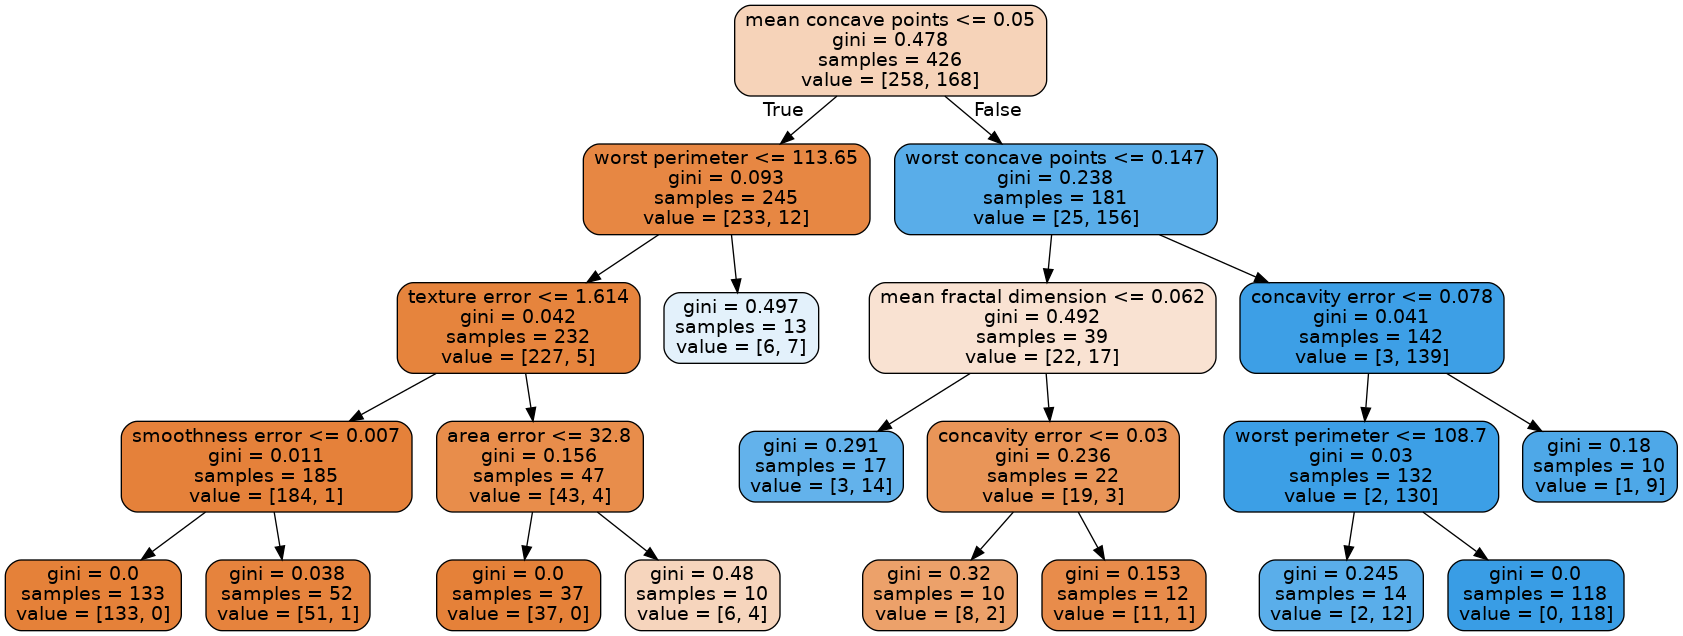 mean concave points <= 0.05
gini = 0.478
samples = 426
value = [258, 168]
True
False
worst perimeter <= 113.65
gini = 0.093
samples = 245
value = [233, 12]
worst concave points <= 0.147
gini = 0.238
samples = 181
value = [25, 156]
texture error <= 1.614
gini = 0.042
samples = 232
value = [227, 5]
gini = 0.497
samples = 13
value = [6, 7]
mean fractal dimension <= 0.062
gini = 0.492
samples = 39
value = [22, 17]
concavity error <= 0.078
gini = 0.041
samples = 142
value = [3, 139]
smoothness error <= 0.007
gini = 0.011
samples = 185
value = [184, 1]
area error <= 32.8
gini = 0.156
samples = 47
value = [43, 4]
gini = 0.291
samples = 17
value = [3, 14]
concavity error <= 0.03
gini = 0.236
samples = 22
value = [19, 3]
worst perimeter <= 108.7
gini = 0.03
samples = 132
value = [2, 130]
gini = 0.18
samples = 10
value = [1, 9]
gini = 0.0
samples = 133
value = [133, 0]
gini = 0.038
samples = 52
value = [51, 1]
gini = 0.0
samples = 37
value = [37, 0]
gini = 0.48
samples = 10
value = [6, 4]
gini = 0.32
samples = 10
value = [8, 2]
gini = 0.153
samples = 12
value = [11, 1]
gini = 0.245
samples = 14
value = [2, 12]
gini = 0.0
samples = 118
value = [0, 118]